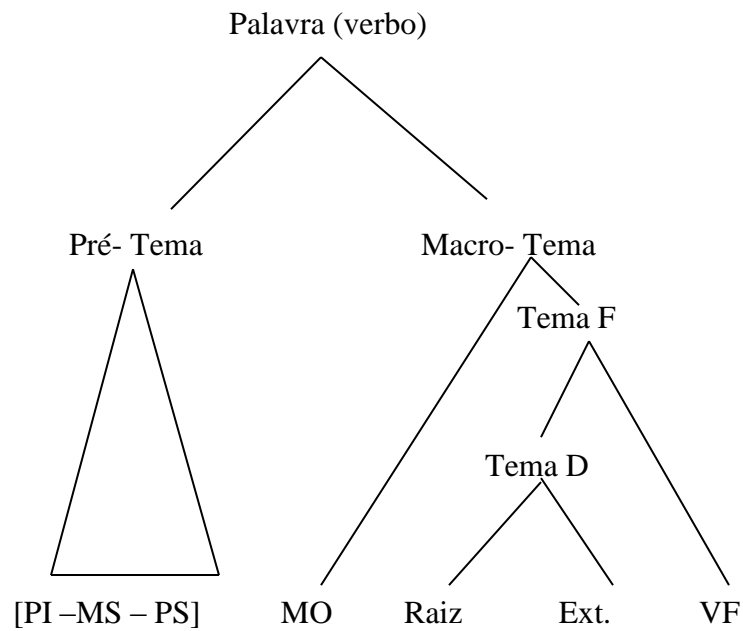 Palavra (verbo)
Pré- Tema Macro- Tema
Tema F
Tema D
[PI –MS – PS] MO Raiz Ext. VF